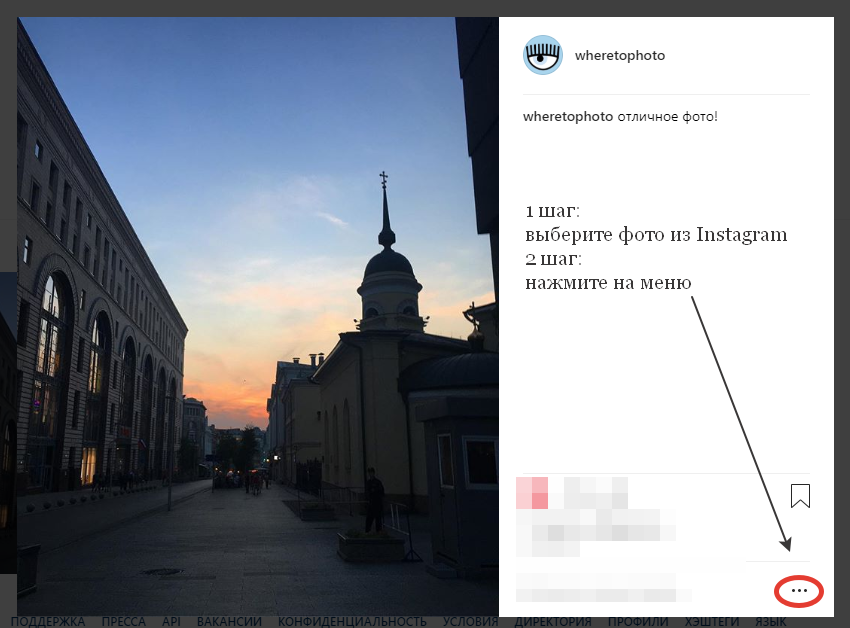 wheretophoto
wheretophoto отличное фото!
1 шаг:
выберите фото из Instagram
2 шаг:
нажмите на меню
ПОДДЕРЖКА ПРЕССА API ВАКАНСИИ КОНФИДЕНЦИАЛЬНОСТЬ УСЛОВИЯ ДИРЕКТОРИЯ ПРОФИЛИ ХЭШТЕГИ ЯЗЫК